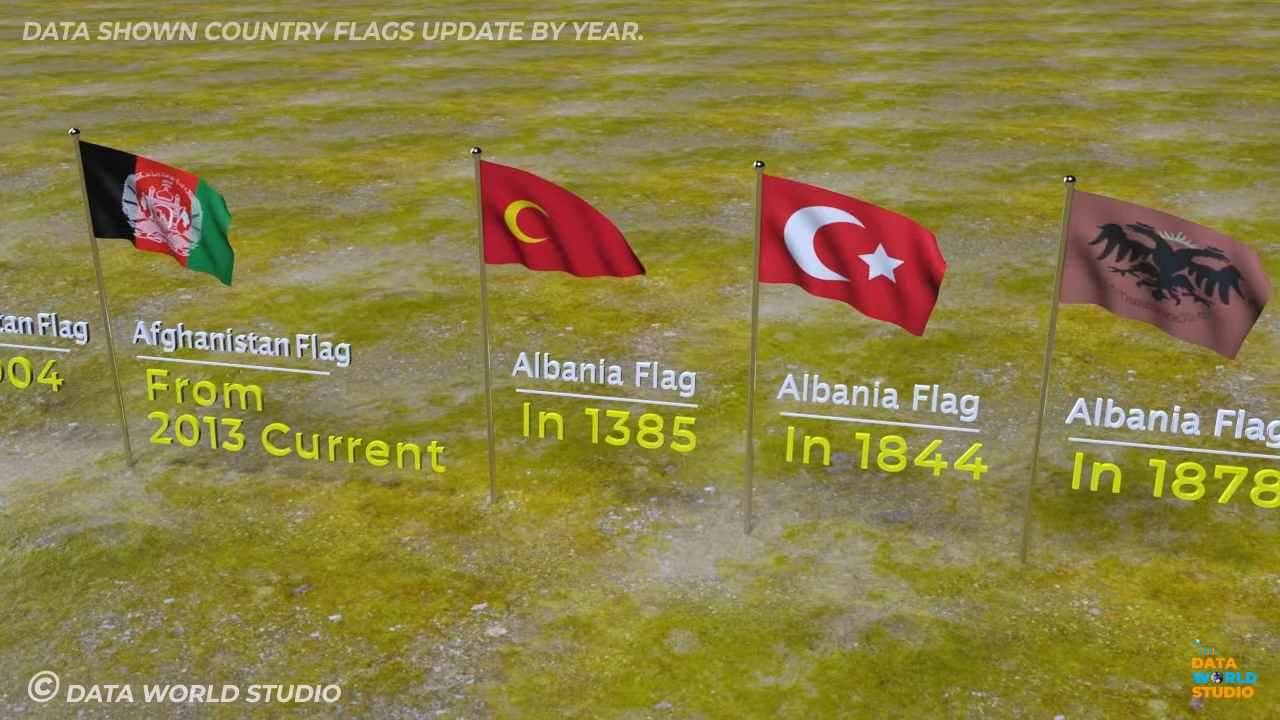 DATA SHOWN COUNTRY FLAGS UPDATE BY YEAR.
tan Flag
004
Afghanistan Flag
From
2013 Current
Albania Flag
In 1385
Albania Flag
In 1844
Albania Flag
In 1878
© DATA WORLD STUDIO
DATA
WORLD
STUDIO